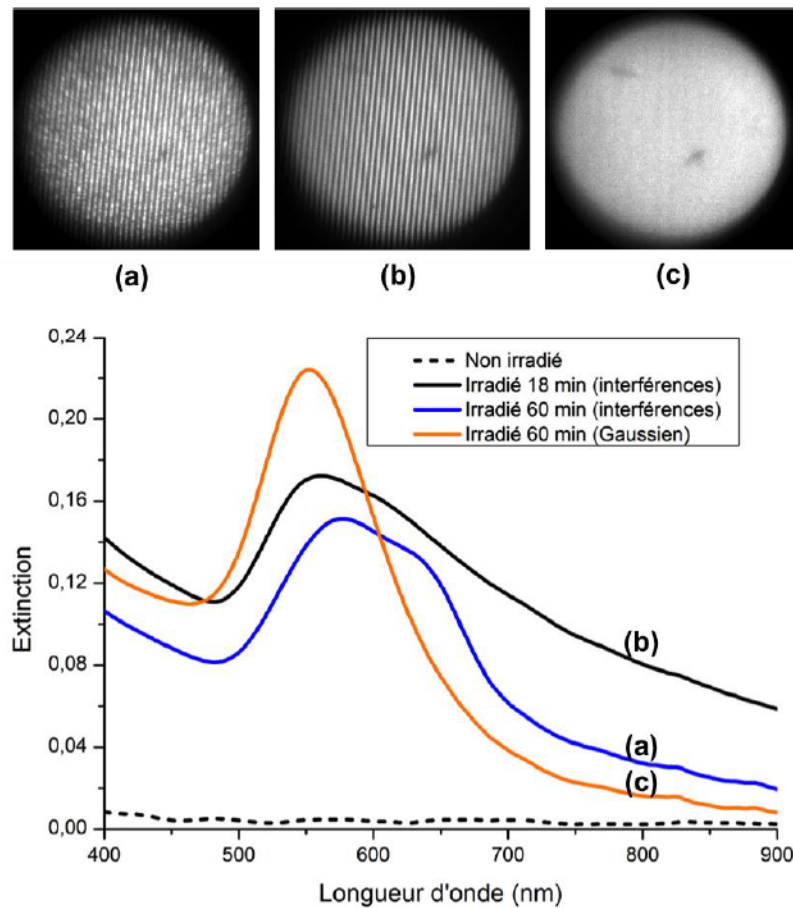 (a)
(b)
(c)
0,24
0,20
0,16
0,12
0,08
0,04
0,00
Extinction
Non irradié
Irradié 18 min (interférences)
Irradié 60 min (interférences)
Irradié 60 min (Gaussien)
(b)
(a)
(c)
400 500 600 700 800 900
Longueur d'onde (nm)